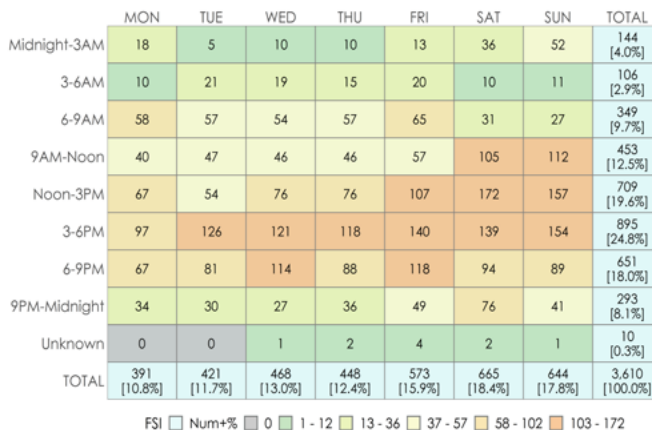 MON TUE WED THU FRI SAT SUN TOTAL
Midnight-3AM 18 5 10 10 13 36 52 144 [4.0%]
3-6AM 10 21 19 15 20 10 11 106 [2.9%]
6-9AM 58 57 54 57 65 31 27 349 [9.7%]
9AM-Noon 40 47 46 46 57 105 112 453 [12.5%]
Noon-3PM 67 54 76 76 107 172 157 709 [19.6%]
3-6PM 97 126 121 118 140 139 154 895 [24.8%]
6-9PM 67 81 114 88 118 94 89 651 [18.0%]
9PM-Midnight 34 30 27 36 49 76 41 293 [8.1%]
Unknown 0 0 1 2 4 2 1 10 [0.3%]
TOTAL 391 [10.8%] 421 [11.7%] 468 [13.0%] 448 [12.4%] 573 [15.9%] 665 [18.4%] 644 [17.8%] 3,610 [100.0%]
FSI Num+% 0 1 - 12 13 - 36 37 - 57 58 - 102 103 - 172